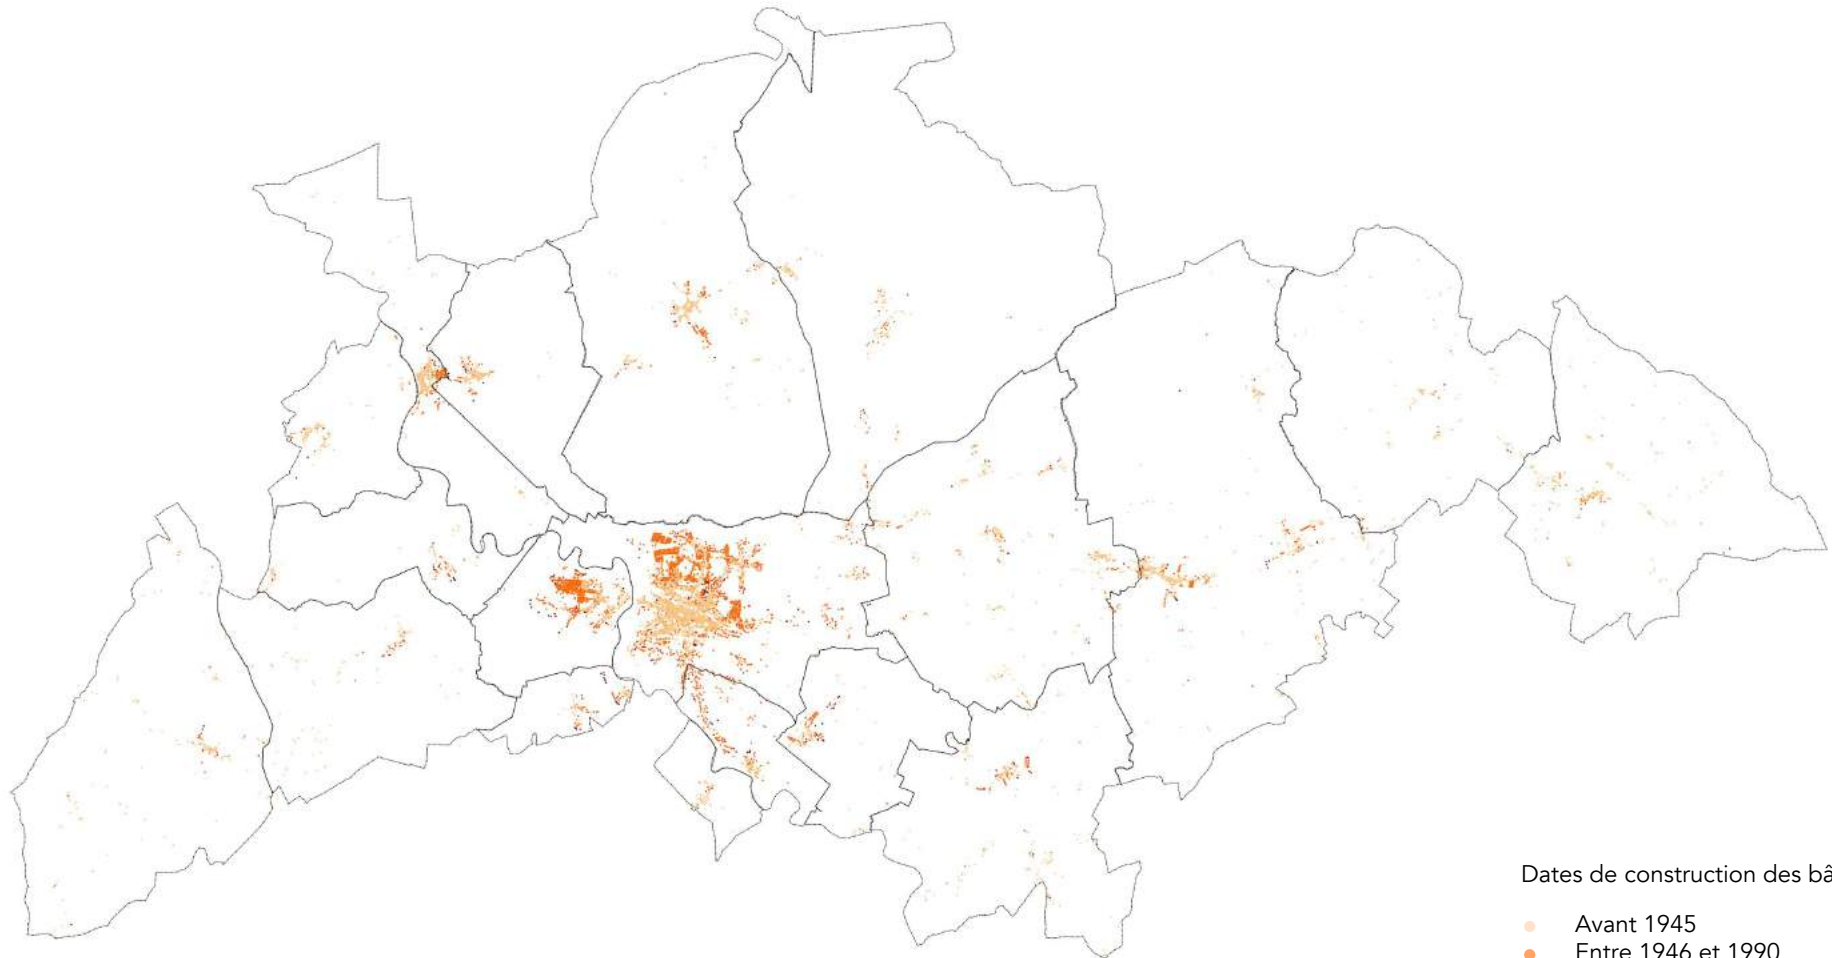 Dates de construction des bâ
Avant 1945
Entre 1946 et 1990